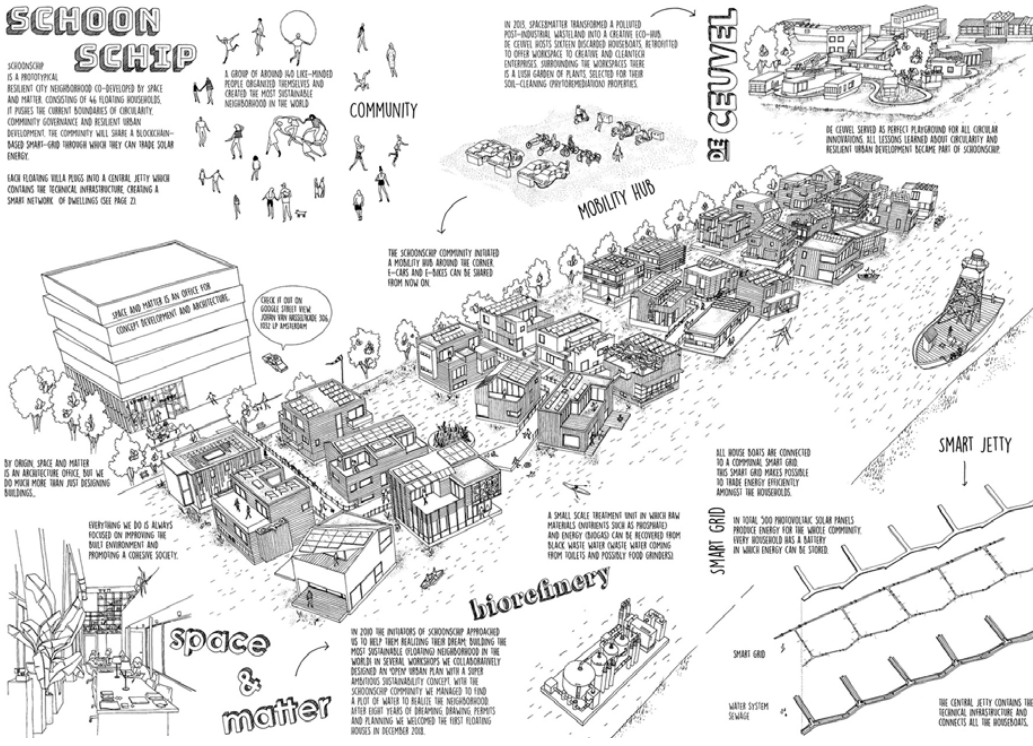 SCHOON
SCHIP
SCHOONSCHIP
IS A PROTOTYPICAL
RESILIENT CITY NEIGHBORHOOD CO-DEVELOPED BY SPACE
AND MATTER. CONSISTING OF 46 FLOATING HOUSEHOLDS,
IT PUSHES THE CURRENT BOUNDARIES OF CIRCULARITY,
COMMUNITY GOVERNANCE AND RESILIENT URBAN
DEVELOPMENT. THE COMMUNITY WILL SHARE A BLOCKCHAIN-
BASED SMART-GRID THROUGH WHICH THEY CAN TRADE SOLAR
ENERGY.
EACH FLOATING VILLA PLUGS INTO A CENTRAL JETTY WHICH
CONTAINS THE TECHNICAL INFRASTRUCTURE, CREATING A
SMART NETWORK OF DWELLINGS (SEE PAGE 2).
A GROUP OF AROUND 140 LIKE-MINDED
PEOPLE ORGANIZED THEMSELVES AND
CREATED THE MOST SUSTAINABLE
NEIGHBORHOOD IN THE WORLD
COMMUNITY
IN 2013, SPACE&MATTER TRANSFORMED A POLLUTED
POST-INDUSTRIAL WASTELAND INTO A CREATIVE ECO-HUB.
DE CEUVEL HOSTS SIXTEEN DISCARDED HOUSEBOATS, RETROFITTED
TO OFFER WORKSPACE TO CREATIVE AND CLEANTECH
ENTERPRISES. SURROUNDING THE WORKSPACES THERE
IS A LUSH GARDEN OF PLANTS, SELECTED FOR THEIR
SOIL-CLEANING (PHYTOREMEDIATION) PROPERTIES.
DE CEUVEL
DE CEUVEL SERVED AS PERFECT PLAYGROUND FOR ALL CIRCULAR
INNOVATIONS. ALL LESSONS LEARNED ABOUT CIRCULARITY AND
RESILIENT URBAN DEVELOPMENT BECAME PART OF SCHOONSCHIP.
MOBILITY HUB
THE SCHOONSCHIP COMMUNITY INITIATED
A MOBILITY HUB AROUND THE CORNER.
E-CARS AND E-BIKES CAN BE SHARED
FROM NOW ON.
SPACE AND MATTER IS AN OFFICE FOR
CONCEPT DEVELOPMENT AND ARCHITECTURE.
CHECK IT OUT ON
GOOGLE STREET VIEW:
JOHAN VAN HASSELTKADE 306,
1032 LP AMSTERDAM
BY ORIGIN, SPACE AND MATTER
IS AN ARCHITECTURE OFFICE, BUT WE
DO MUCH MORE THAN JUST DESIGNING
BUILDINGS..
EVERYTHING WE DO IS ALWAYS
FOCUSED ON IMPROVING THE
BUILT ENVIRONMENT AND
PROMOTING A COHESIVE SOCIETY.
space
&
matter
IN 2010 THE INITIATORS OF SCHOONSCHIP APPROACHED
US TO HELP THEM REALIZING THEIR DREAM; BUILDING THE
MOST SUSTAINABLE (FLOATING) NEIGHBORHOOD IN THE
WORLD! IN SEVERAL WORKSHOPS WE COLLABORATIVELY
DESIGNED AN 'OPEN' URBAN PLAN WITH A SUPER
AMBITIOUS SUSTAINABILITY CONCEPT. WITH THE
SCHOONSCHIP COMMUNITY WE MANAGED TO FIND
A PLOT OF WATER TO REALIZE THE NEIGHBORHOOD.
AFTER EIGHT YEARS OF DREAMING, DRAWING, PERMITS
AND PLANNING WE WELCOMED THE FIRST FLOATING
HOUSES IN DECEMBER 2018.
A SMALL SCALE TREATMENT UNIT IN WHICH RAW
MATERIALS (NUTRIENTS SUCH AS PHOSPHATE)
AND ENERGY (BIOGAS) CAN BE RECOVERED FROM
BLACK WASTE WATER (WASTE WATER COMING
FROM TOILETS AND POSSIBLY FOOD GRINDERS).
biorefinery
ALL HOUSE BOATS ARE CONNECTED
TO A COMMUNAL SMART GRID.
THIS SMART GRID MAKES POSSIBLE
TO TRADE ENERGY EFFICIENTLY
AMONGST THE HOUSEHOLDS.
SMART GRID
IN TOTAL 500 PHOTOVOLTAIC SOLAR PANELS
PRODUCE ENERGY FOR THE WHOLE COMMUNITY.
EVERY HOUSEHOLD HAS A BATTERY
IN WHICH ENERGY CAN BE STORED.
SMART JETTY
SMART GRID
WATER SYSTEM
SEWAGE
THE CENTRAL JETTY CONTAINS THE
TECHNICAL INFRASTRUCTURE AND
CONNECTS ALL THE HOUSEBOATS.